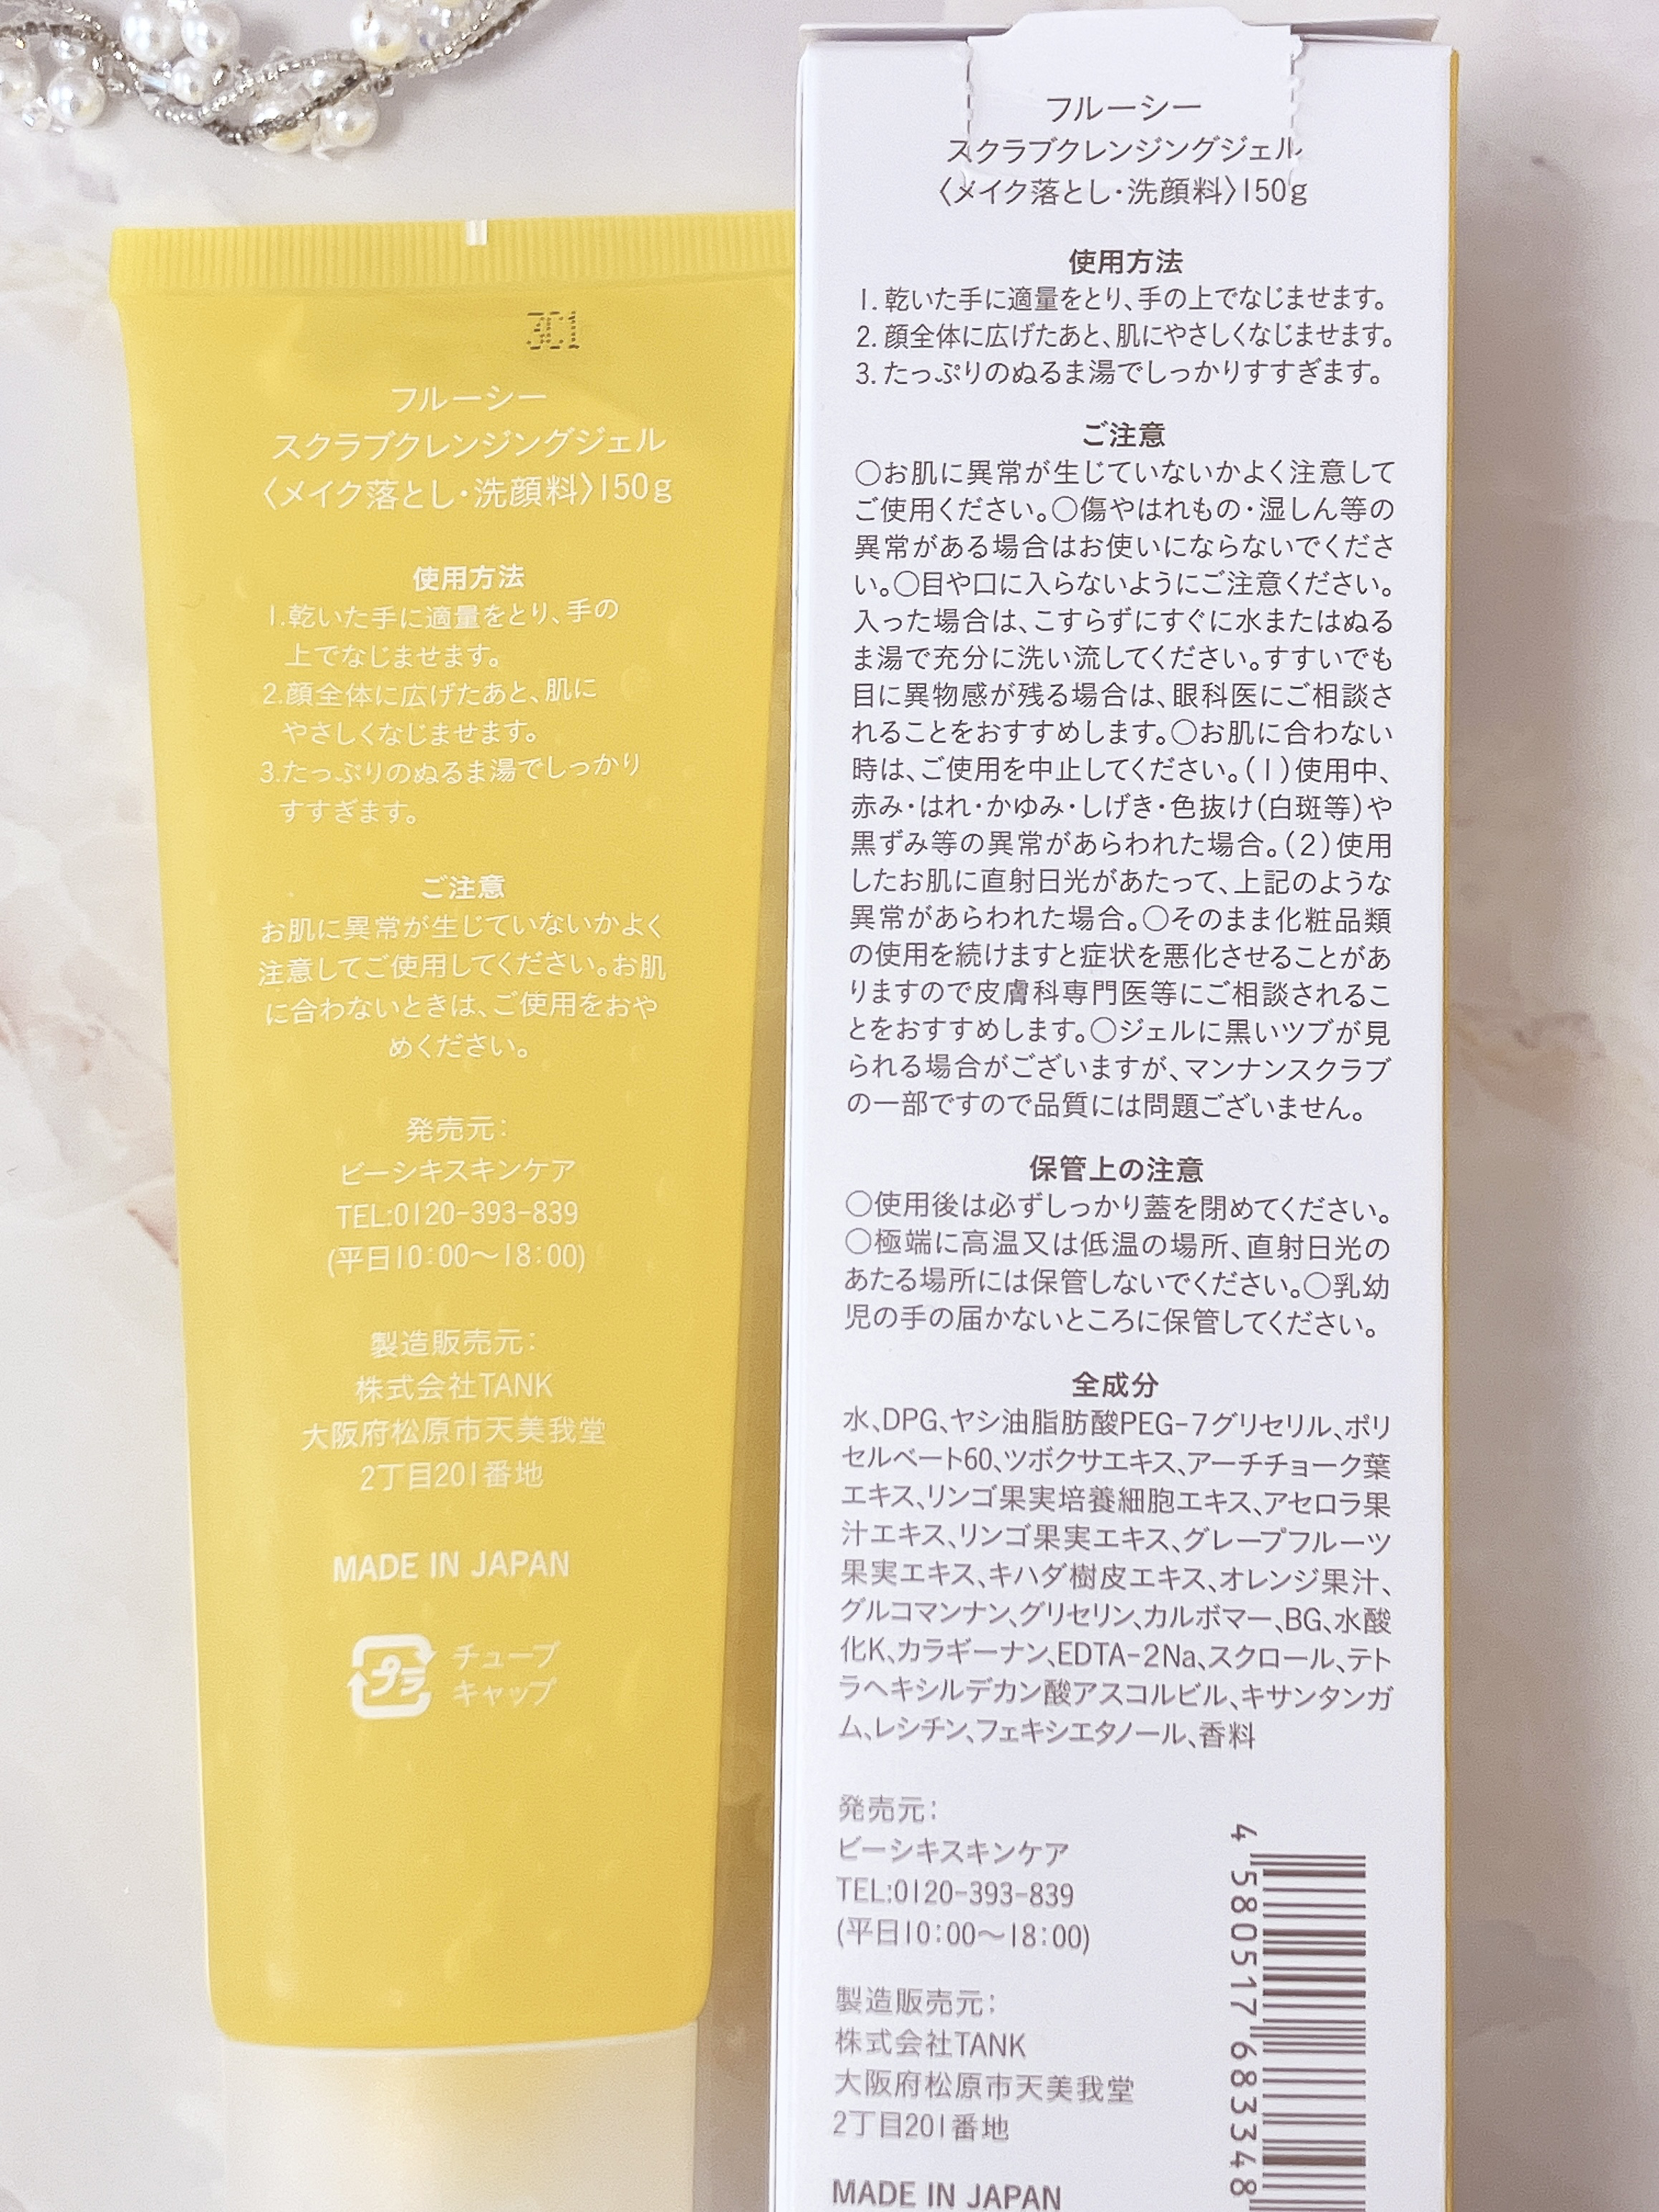 3C1
フルーシー
スクラブクレンジングジェル
〈メイク落とし・洗顔料〉150g
使用方法
1.乾いた手に適量をとり、手の
上でなじませます。
2.顔全体に広げたあと、肌に
やさしくなじませます。
3.たっぷりのぬるま湯でしっかり
すすぎます。
ご注意
お肌に異常が生じていないかよく
注意してご使用してください。お肌
に合わないときは、ご使用をおや
めください。
発売元:
ビーシキスキンケア
TEL:0120-393-839
(平日10:00〜18:00)
製造販売元:
株式会社TANK
大阪府松原市天美我堂
2丁目201番地
MADE IN JAPAN
プラ
チューブ
キャップ
フルーシー
スクラブクレンジングジェル
〈メイク落とし・洗顔料〉150g
使用方法
1. 乾いた手に適量をとり、手の上でなじませます。
2. 顔全体に広げたあと、肌にやさしくなじませます。
3. たっぷりのぬるま湯でしっかりすすぎます。
ご注意
〇お肌に異常が生じていないかよく注意して
ご使用ください。〇傷やはれもの・湿しん等の
異常がある場合はお使いにならないでくださ
い。〇目や口に入らないようにご注意ください。
入った場合は、こすらずにすぐに水またはぬる
ま湯で充分に洗い流してください。すすいでも
目に異物感が残る場合は、眼科医にご相談さ
れることをおすすめします。〇お肌に合わない
時は、ご使用を中止してください。(1)使用中、
赤み・はれ・かゆみ・しげき・色抜け(白斑等)や
黒ずみ等の異常があらわれた場合。(2)使用
したお肌に直射日光があたって、上記のような
異常があらわれた場合。〇そのまま化粧品類
の使用を続けますと症状を悪化させることがあ
りますので皮膚科専門医等にご相談されるこ
とをおすすめします。〇ジェルに黒いツブが見
られる場合がございますが、マンナンスクラブ
の一部ですので品質には問題ございません。
保管上の注意
〇使用後は必ずしっかり蓋を閉めてください。
〇極端に高温又は低温の場所、直射日光の
あたる場所には保管しないでください。〇乳幼
児の手の届かないところに保管してください。
全成分
水、DPG、ヤシ油脂肪酸PEG-7グリセリル、ポリ
セルベート60、ツボクサエキス、アーチチョーク葉
エキス、リンゴ果実培養細胞エキス、アセロラ果
汁エキス、リンゴ果実エキス、グレープフルーツ
果実エキス、キハダ樹皮エキス、オレンジ果汁、
グルコマンナン、グリセリン、カルボマー、BG、水酸
化K、カラギーナン、EDTA-2Na、スクロール、テト
ラヘキシルデカン酸アスコルビル、キサンタンガ
ム、レシチン、フェキシエタノール、香料
発売元:
ビーシキスキンケア
TEL:0120-393-839
(平日10:00〜18:00)
製造販売元:
株式会社TANK
大阪府松原市天美我堂
2丁目201番地
MADE IN JAPAN
4 580517 683348